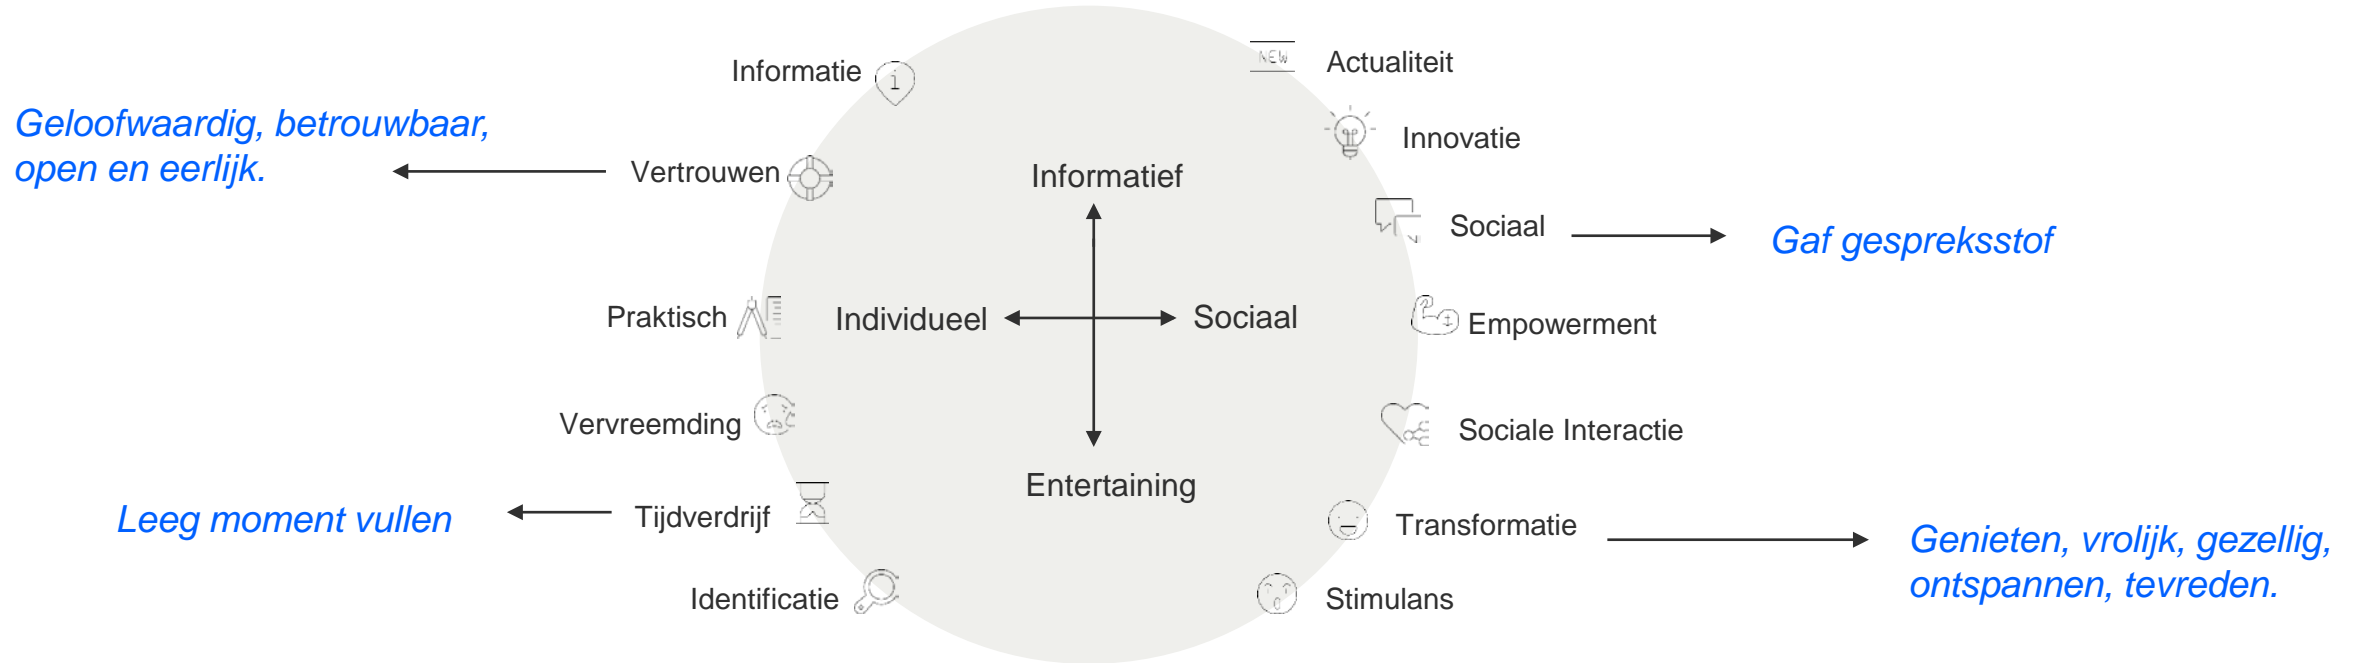 Informatie
Geloofwaardig, betrouwbaar,
open en eerlijk.
Vertrouwen
Praktisch
Vervreemding
Leeg moment vullen
Tijdverdrijf
Identificatie
Informatief
Individueel
Sociaal
Entertaining
NEW
Actualiteit
Innovatie
Sociaal
Gaf gespreksstof
Empowerment
Sociale Interactie
Transformatie
Genieten, vrolijk, gezellig,
ontspannen, tevreden.
Stimulans